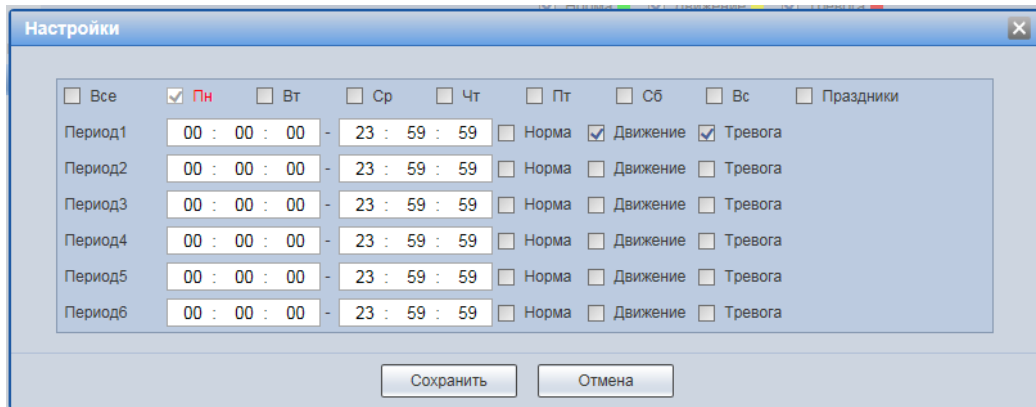 Норма Движение Тревога
Настройки
Все Пн Вт Ср Чт Пт Сб Вс Праздники
Период1 00 : 00 : 00 - 23 : 59 : 59 Норма Движение Тревога
Период2 00 : 00 : 00 - 23 : 59 : 59 Норма Движение Тревога
Период3 00 : 00 : 00 - 23 : 59 : 59 Норма Движение Тревога
Период4 00 : 00 : 00 - 23 : 59 : 59 Норма Движение Тревога
Период5 00 : 00 : 00 - 23 : 59 : 59 Норма Движение Тревога
Период6 00 : 00 : 00 - 23 : 59 : 59 Норма Движение Тревога
Сохранить Отмена